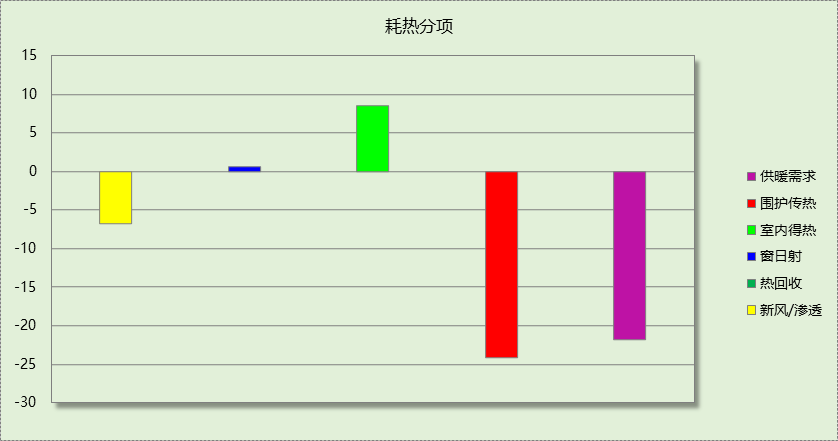 耗热分项
15
10
5
0
-5
-10
-15
-20
-25
-30
供暖需求
围护传热
室内得热
窗日射
热回收
新风/渗透